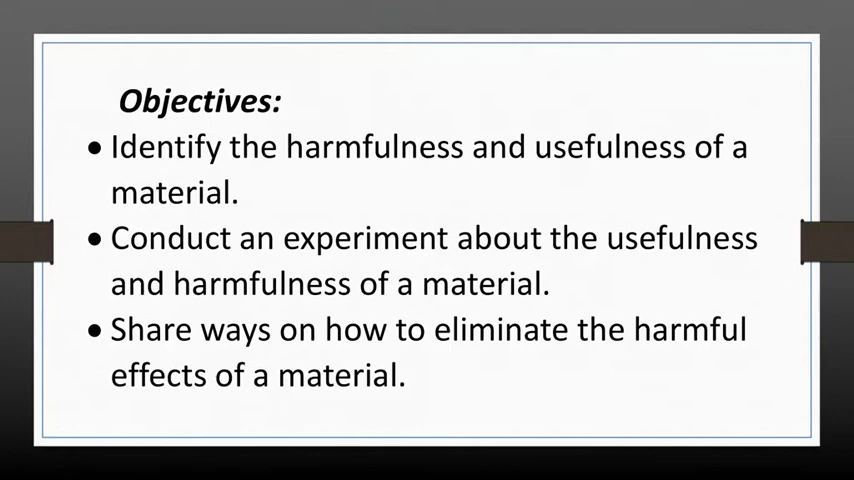 Objectives:
• Identify the harmfulness and usefulness of a
material.
• Conduct an experiment about the usefulness
and harmfulness of a material.
• Share ways on how to eliminate the harmful
effects of a material.